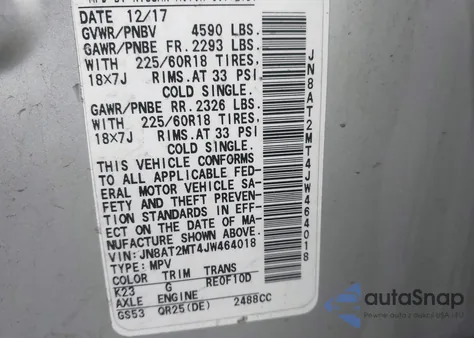 DATE 12/17
GVWR/PNBV 4590 LBS.
GAWR/PNBE FR. 2293 LBS.
WITH 225/60R18 TIRES,
18X7J RIMS.AT 33 PSI
COLD SINGLE.
GAWR/PNBE RR. 2326 LBS.
WITH 225/60R18 TIRES,
18X7J RIMS.AT 33 PSI
COLD SINGLE.
THIS VEHICLE CONFORMS
TO ALL APPLICABLE FED-
ERAL MOTOR VEHICLE SA-
FETY AND THEFT PREVEN-
TION STANDARDS IN EFF-
ECT ON THE DATE OF MA-
NUFACTURE SHOWN ABOVE.
VIN:JN8AT2MT4JW464018
TYPE:MPV
COLOR TRIM TRANS
K23 G RE0F10D
AXLE ENGINE
GS53 QR25(DE) 2488CC
JN8AT2MT4JW464018
autaSnap
Pewne auta z USA i